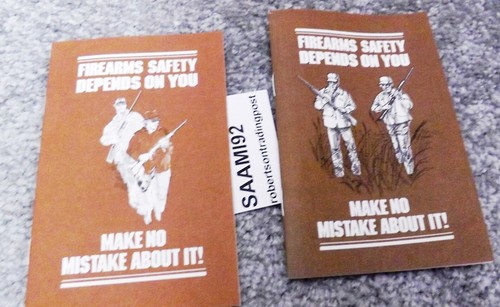 FIREARMS SAFETY
DEPENDS ON YOU
MAKE NO
MISTAKE ABOUT IT!
SAAMI92
robertsontradingpost
FIREARMS SAFETY
DEPENDS ON YOU
MAKE NO
MISTAKE ABOUT IT!